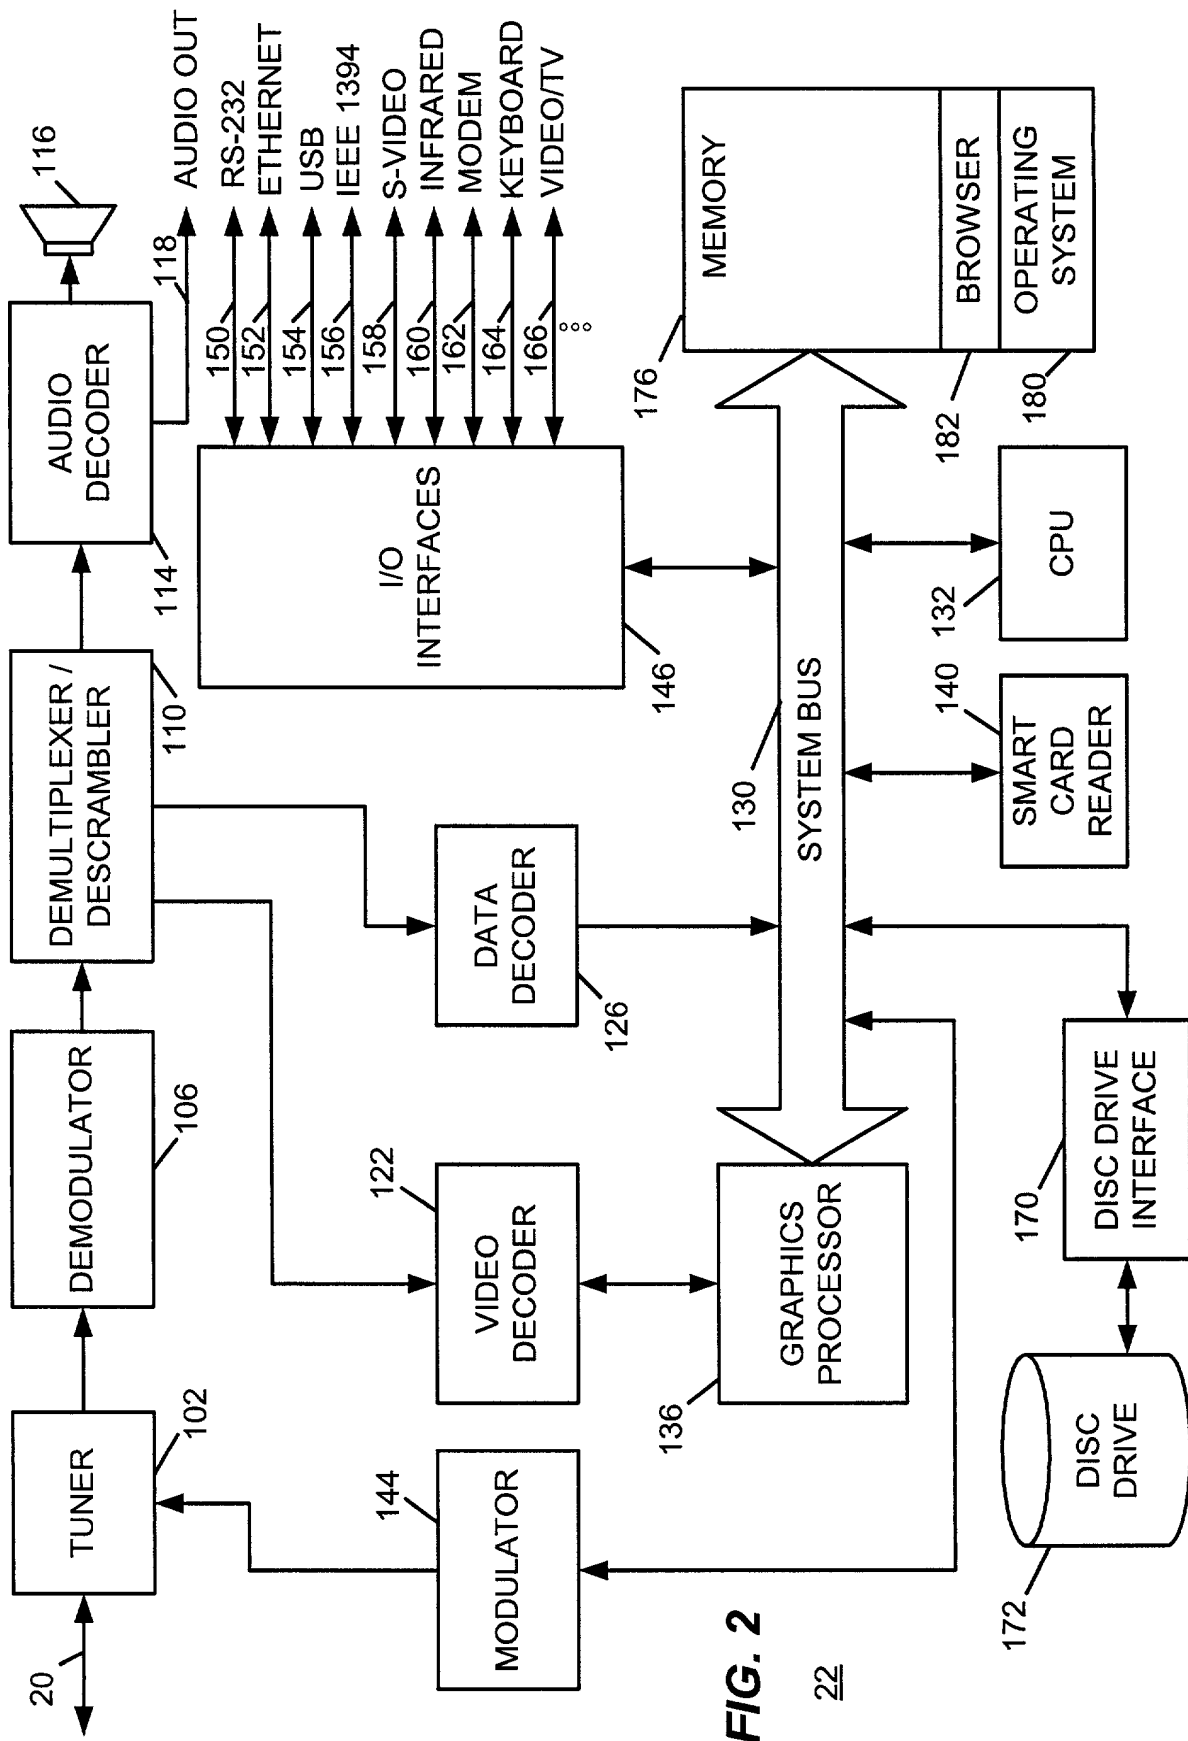 20
TUNER
102
DEMODULATOR
106
DEMULTIPLEXER /
DESCRAMBLER
110
AUDIO
DECODER
114
116
118
AUDIO OUT
RS-232
ETHERNET
USB
IEEE 1394
S-VIDEO
INFRARED
MODEM
KEYBOARD
VIDEO/TV
150
152
154
156
158
160
162
164
166
I/O
INTERFACES
146
144
MODULATOR
122
VIDEO
DECODER
DATA
DECODER
126
136
GRAPHICS
PROCESSOR
130
SYSTEM BUS
176
MEMORY
BROWSER
OPERATING
SYSTEM
182
180
132
CPU
140
SMART
CARD
READER
170
DISC DRIVE
INTERFACE
DISC
DRIVE
172
FIG. 2
22